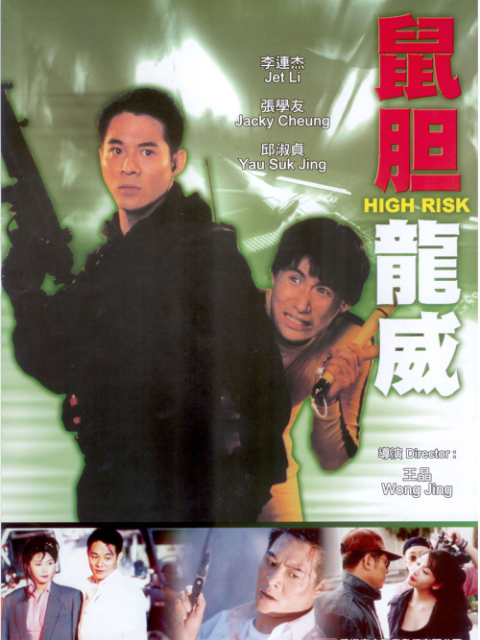 李連杰
Jet Li
張學友
Jacky Cheung
邱淑貞
Yau Suk Jing
鼠胆
HIGH RISK
龍威
導演 Director :
王晶
Wong Jing